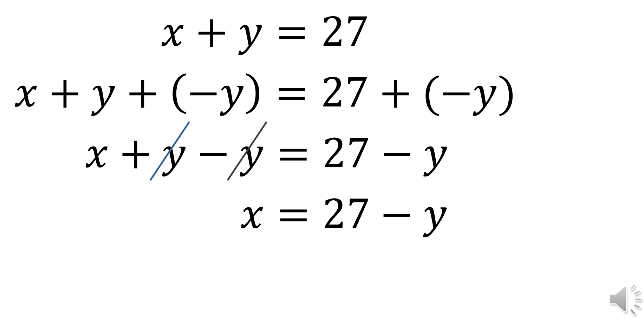 x + y = 27
x + y + (−y) = 27 + (−y)
x + y − y = 27 − y
x = 27 − y